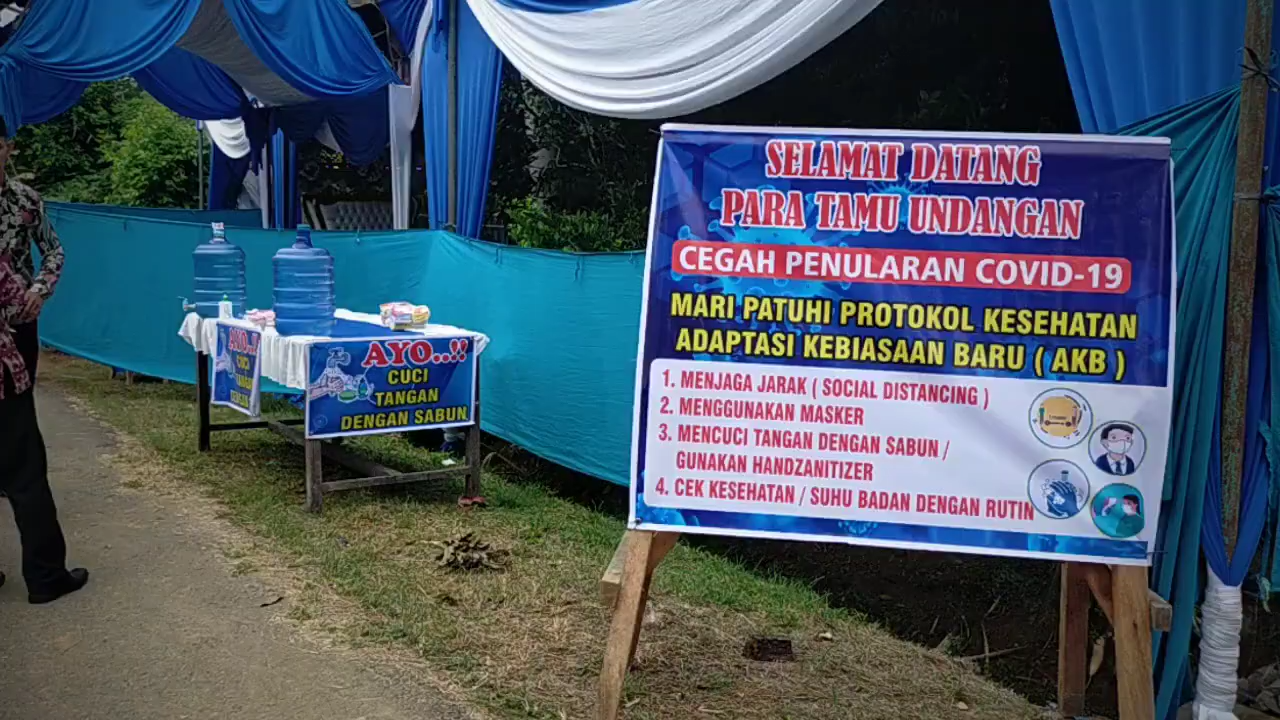 SELAMAT DATANG
PARA TAMU UNDANGAN
CEGAH PENULARAN COVID-19
MARI PATUHI PROTOKOL KESEHATAN
ADAPTASI KEBIASAAN BARU ( AKB )
1. MENJAGA JARAK ( SOCIAL DISTANCING )
2. MENGGUNAKAN MASKER
3. MENCUCI TANGAN DENGAN SABUN /
GUNAKAN HANDZANITIZER
4. CEK KESEHATAN / SUHU BADAN DENGAN RUTIN
AYO..!!
CUCI
TANGAN
DENGAN SABUN
AYO..!!
CUCI
TANGAN